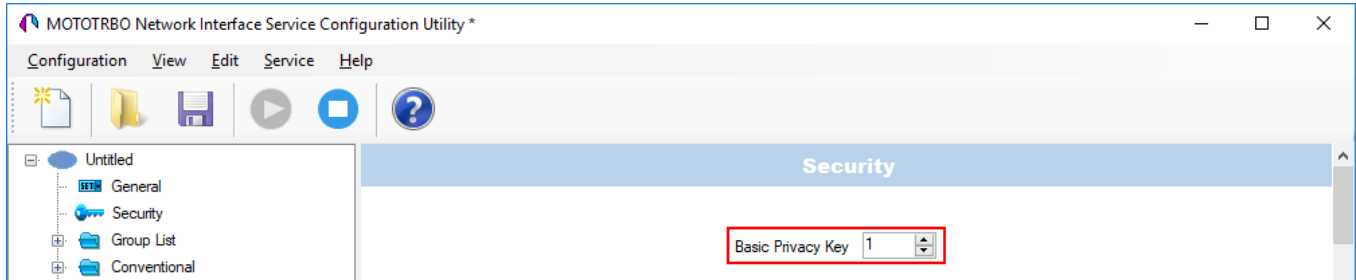 MOTOTRBO Network Interface Service Configuration Utility *
Configuration View Edit Service Help
Untitled
Security
SET
General
Security
Group List
Basic Privacy Key 1
Conventional